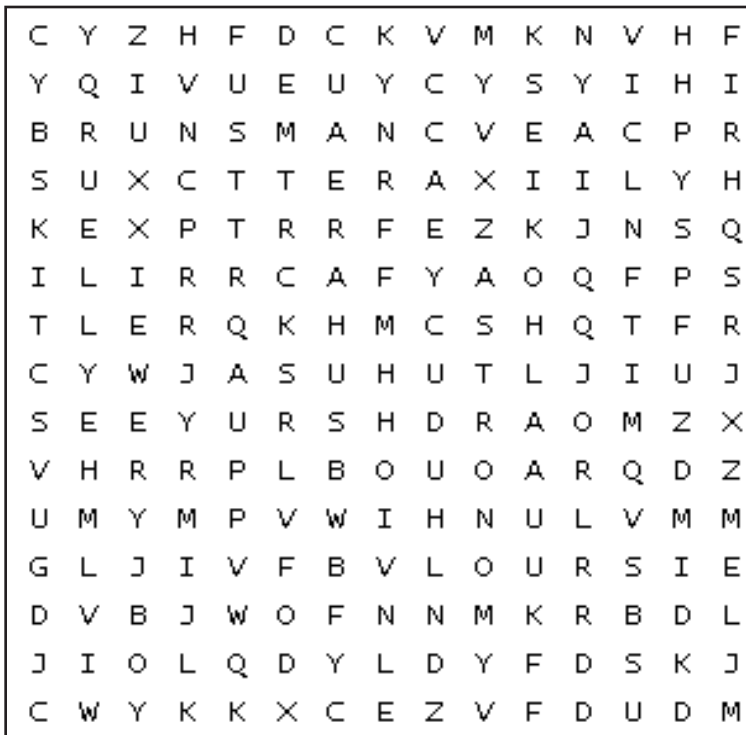 C Y Z H F D C K V M K N V H F
Y Q I V U E U Y C Y S Y I H I
B R U N S M A N C V E A C P R
S U X C T T E R A X I I L Y H
K E X P T R R F E Z K J N S Q
I L I R R C A F Y A O Q F P S
T L E R Q K H M C S H Q T F R
C Y W J A S U H U T L J I U J
S E E Y U R S H D R A O M Z X
V H R R P L B O U O A R Q D Z
U M Y M P V W I H N U L V M M
G L J I V F B V L O U R S I E
D V B J W O F N N M K R B D L
J I O L Q D Y L D Y F D S K J
C W Y K K X C E Z V F D U D M